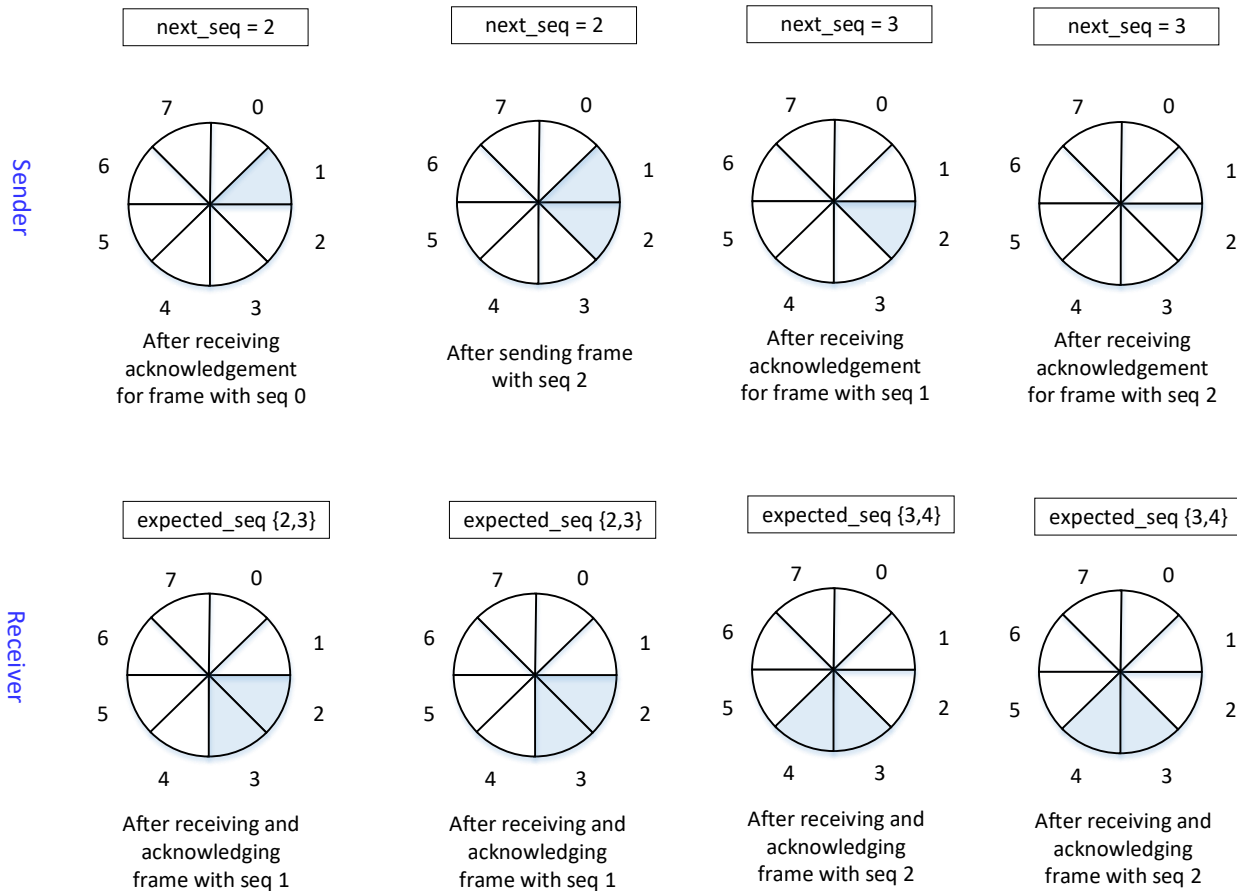 next_seq = 2
next_seq = 2
next_seq = 3
next_seq = 3
Sender
7 0
6 1
5 2
4 3
After receiving
acknowledgement
for frame with seq 0
7 0
6 1
5 2
4 3
After sending frame
with seq 2
7 0
6 1
5 2
4 3
After receiving
acknowledgement
for frame with seq 1
7 0
6 1
5 2
4 3
After receiving
acknowledgement
for frame with seq 2
expected_seq {2,3}
expected_seq {2,3}
expected_seq {3,4}
expected_seq {3,4}
Receiver
7 0
6 1
5 2
4 3
After receiving and
acknowledging
frame with seq 1
7 0
6 1
5 2
4 3
After receiving and
acknowledging
frame with seq 1
7 0
6 1
5 2
4 3
After receiving and
acknowledging
frame with seq 2
7 0
6 1
5 2
4 3
After receiving and
acknowledging
frame with seq 2